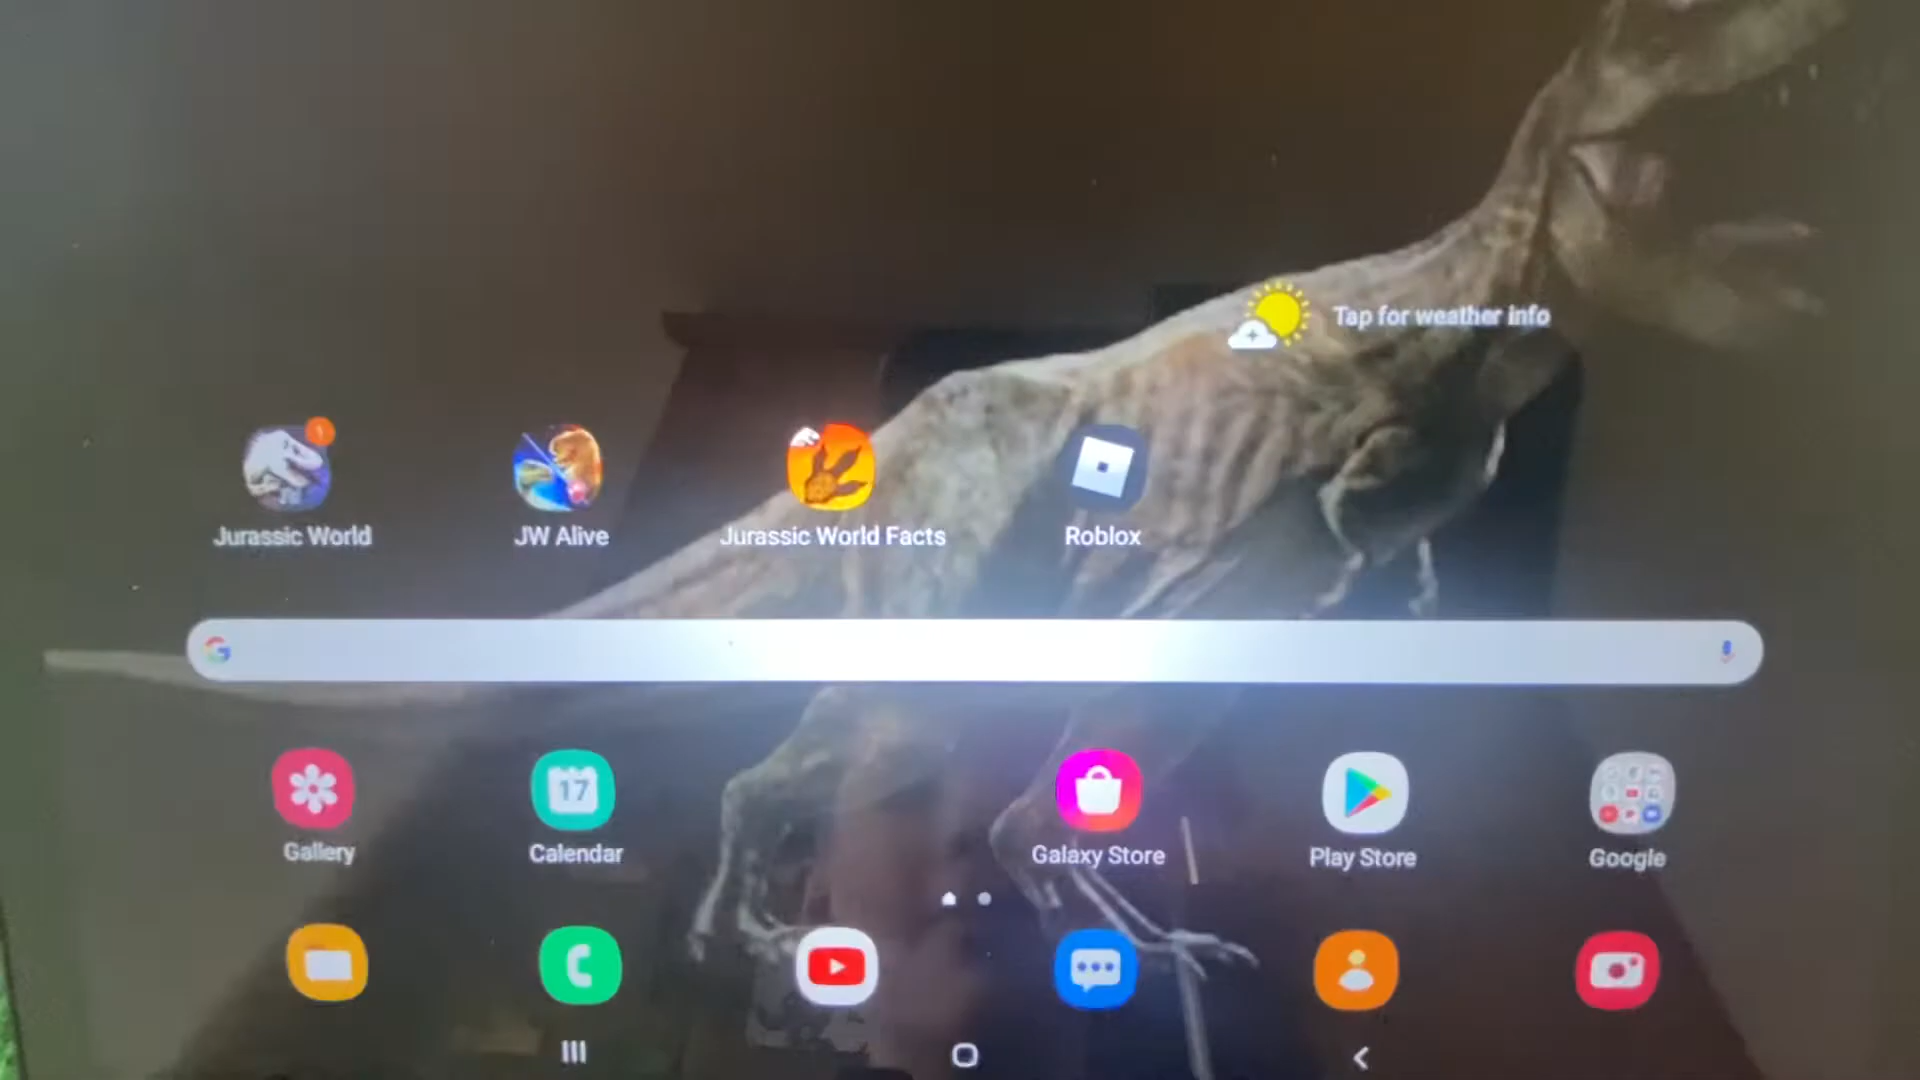 Tap for weather info
Jurassic World
JW Alive
Jurassic World Facts
Roblox
17
Gallery
Calendar
Galaxy Store
Play Store
Google